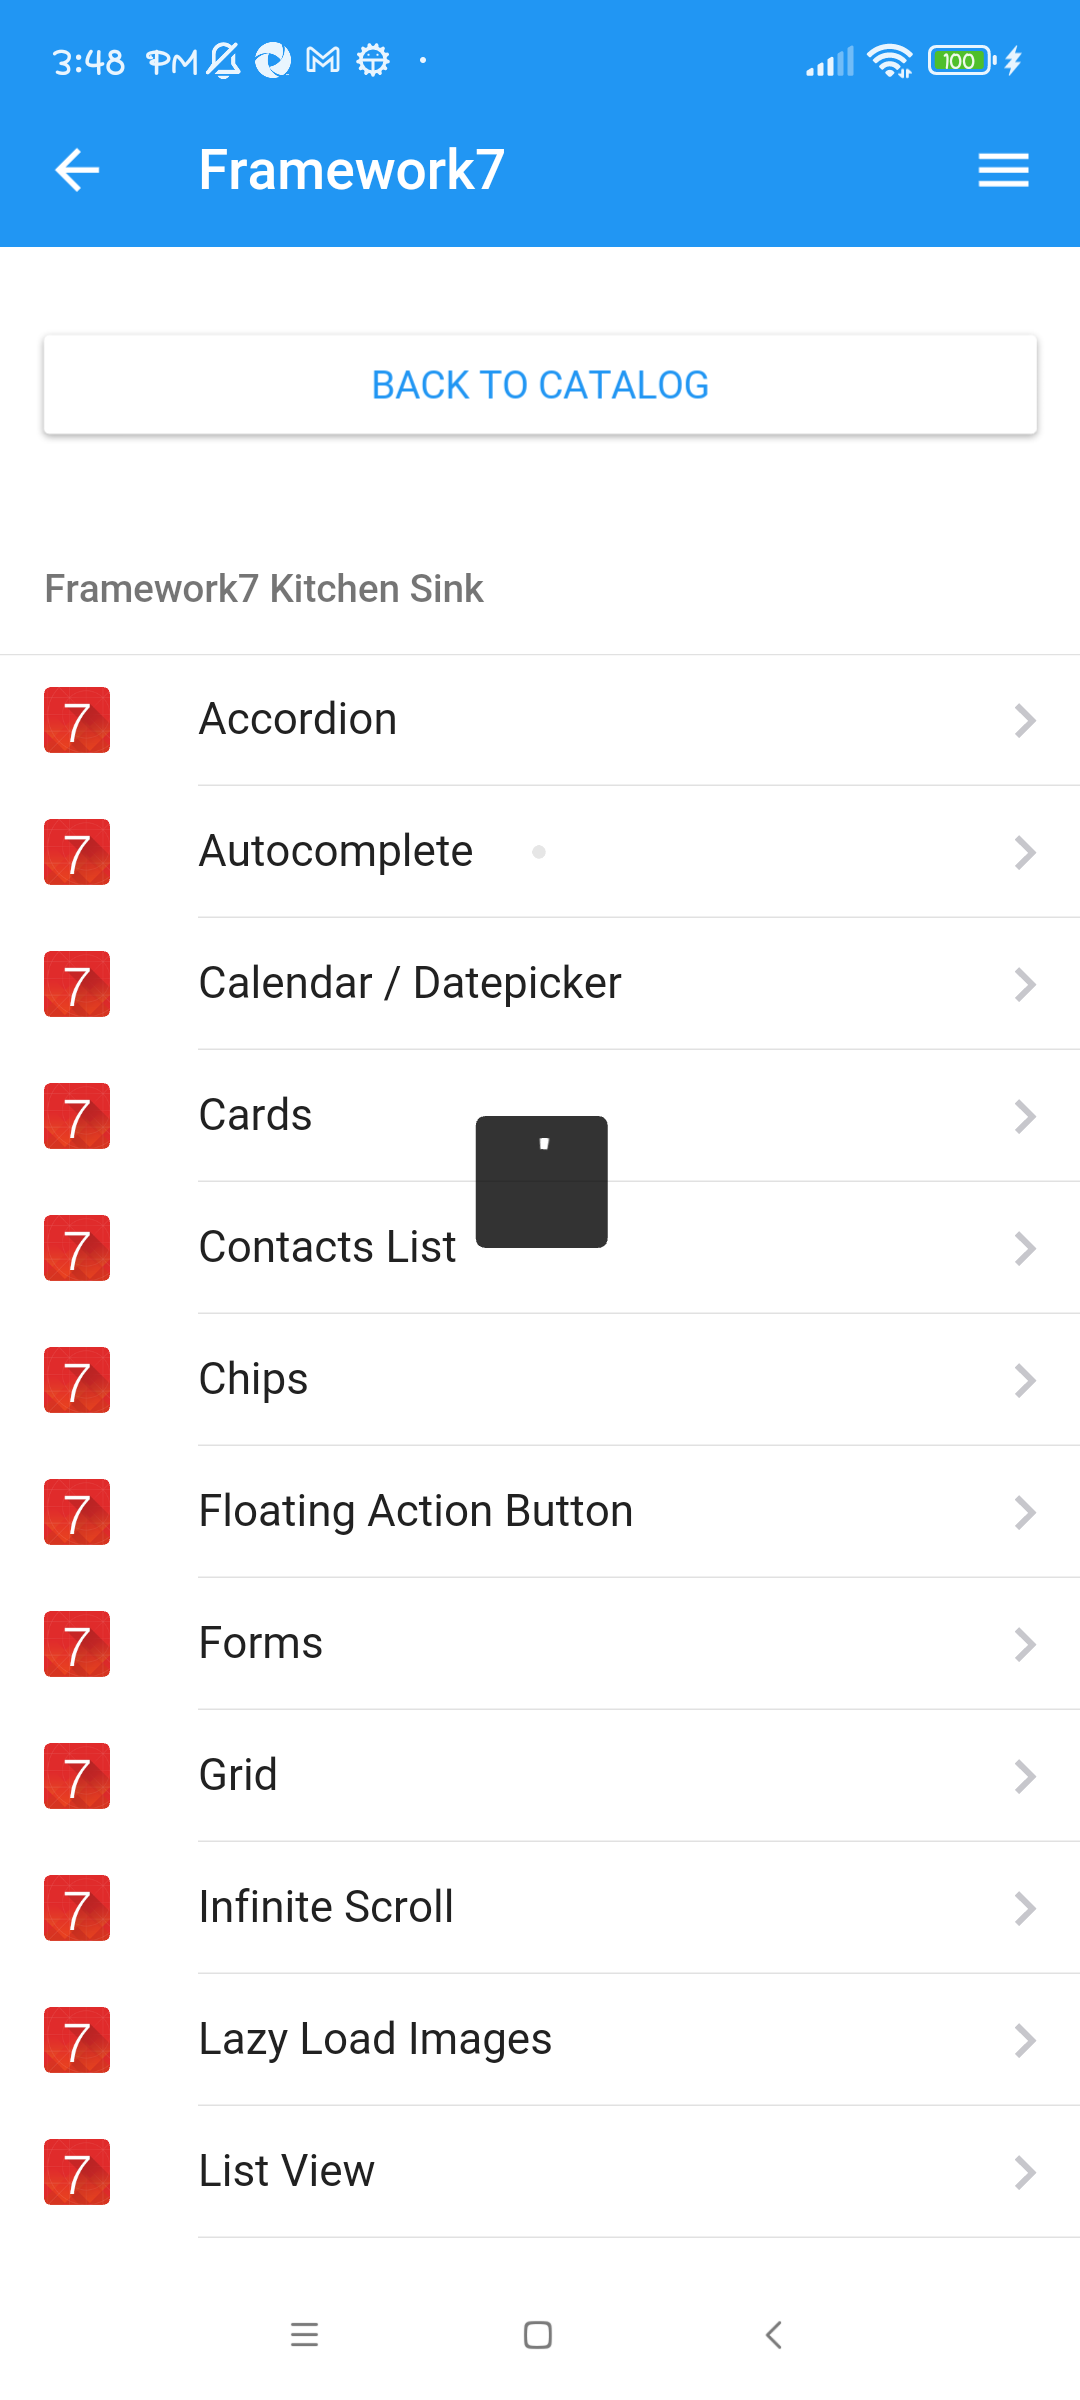 3:48 PM
100
Framework7
BACK TO CATALOG
Framework7 Kitchen Sink
7 Accordion
7 Autocomplete
7 Calendar / Datepicker
7 Cards
7 Contacts List
7 Chips
7 Floating Action Button
7 Forms
7 Grid
7 Infinite Scroll
7 Lazy Load Images
7 List View